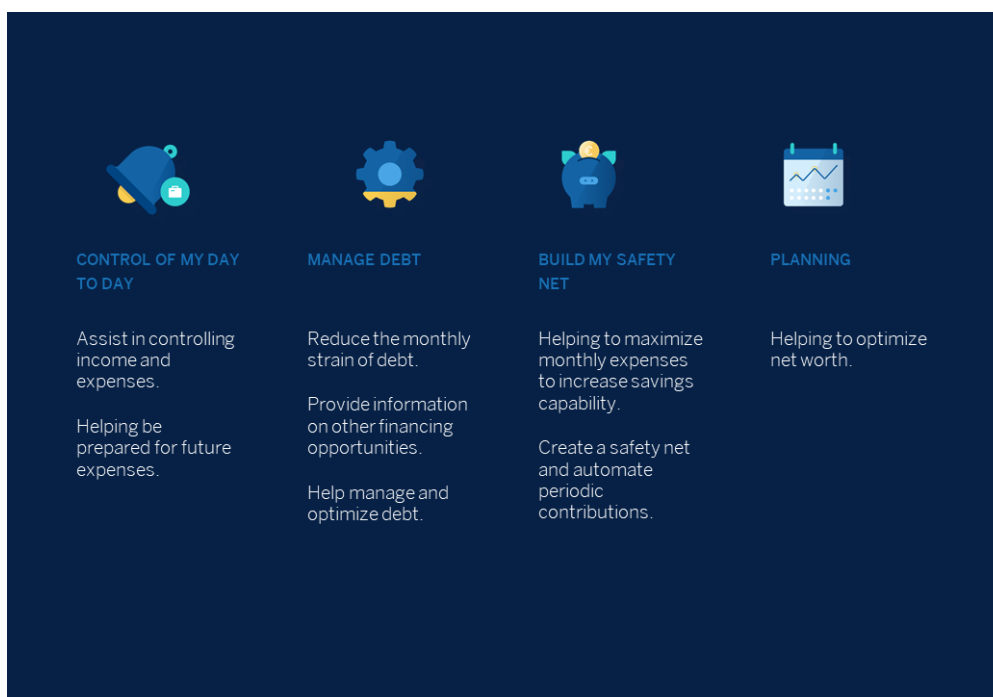 CONTROL OF MY DAY
TO DAY
Assist in controlling
income and
expenses.
Helping be
prepared for future
expenses.
MANAGE DEBT
Reduce the monthly
strain of debt.
Provide information
on other financing
opportunities.
Help manage and
optimize debt.
BUILD MY SAFETY
NET
Helping to maximize
monthly expenses
to increase savings
capability.
Create a safety net
and automate
periodic
contributions.
PLANNING
Helping to optimize
net worth.